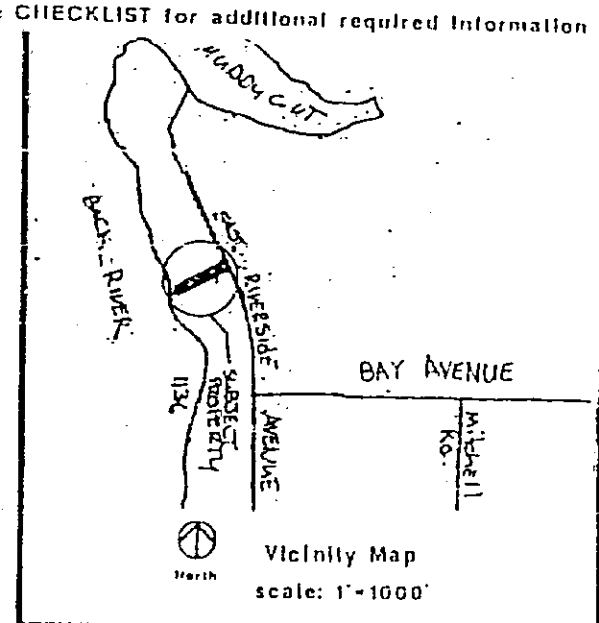 CHECKLIST for additional required information
MUDDY CUT
BACK RIVER
EAST RIVERSIDE AVENUE
BAY AVENUE
SUBJECT
PROPERTY
1136
Mitchell
RD.
North
Vicinity Map
scale: 1"=1000'